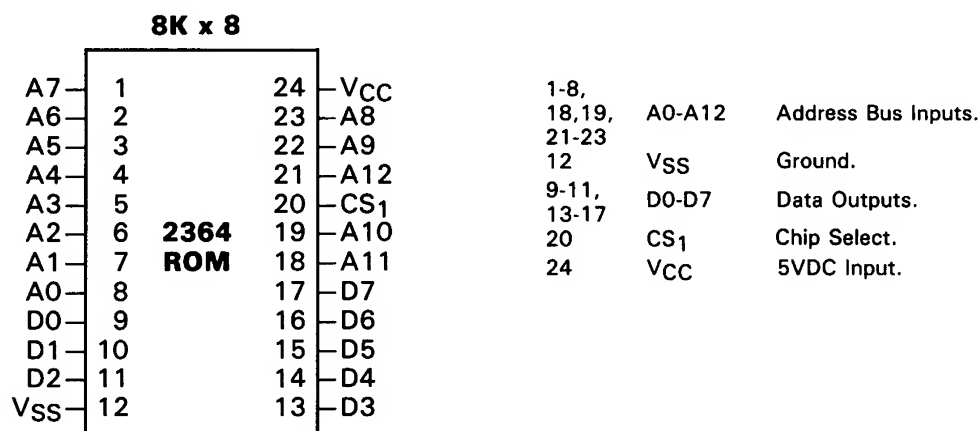 8K x 8
A7 1 24 VCC
A6 2 23 A8
A5 3 22 A9
A4 4 21 A12
A3 5 20 CS1
A2 6 2364 19 A10
A1 7 ROM 18 A11
A0 8 17 D7
D0 9 16 D6
D1 10 15 D5
D2 11 14 D4
VSS 12 13 D3
1-8,
18,19, A0-A12 Address Bus Inputs.
21-23
12 VSS Ground.
9-11,
13-17 D0-D7 Data Outputs.
20 CS1 Chip Select.
24 VCC 5VDC Input.